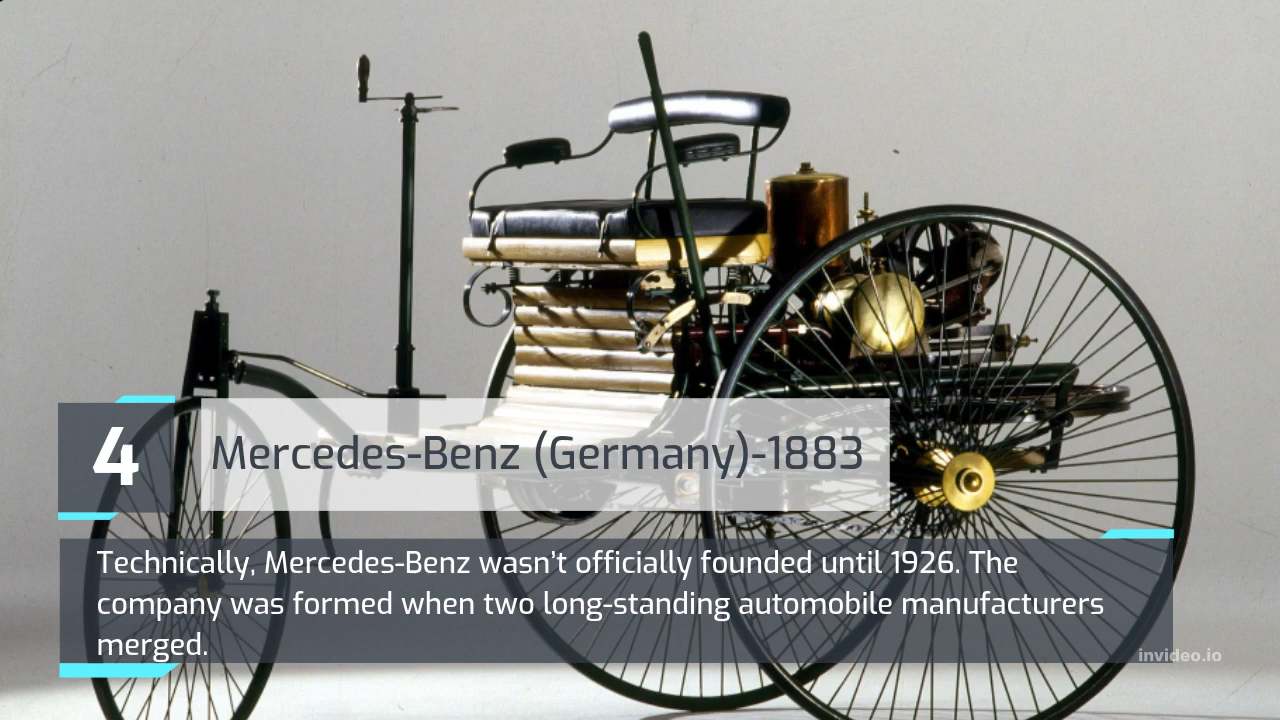 4
Mercedes-Benz (Germany)-1883
Technically, Mercedes-Benz wasn’t officially founded until 1926. The
company was formed when two long-standing automobile manufacturers
merged.
invideo.io